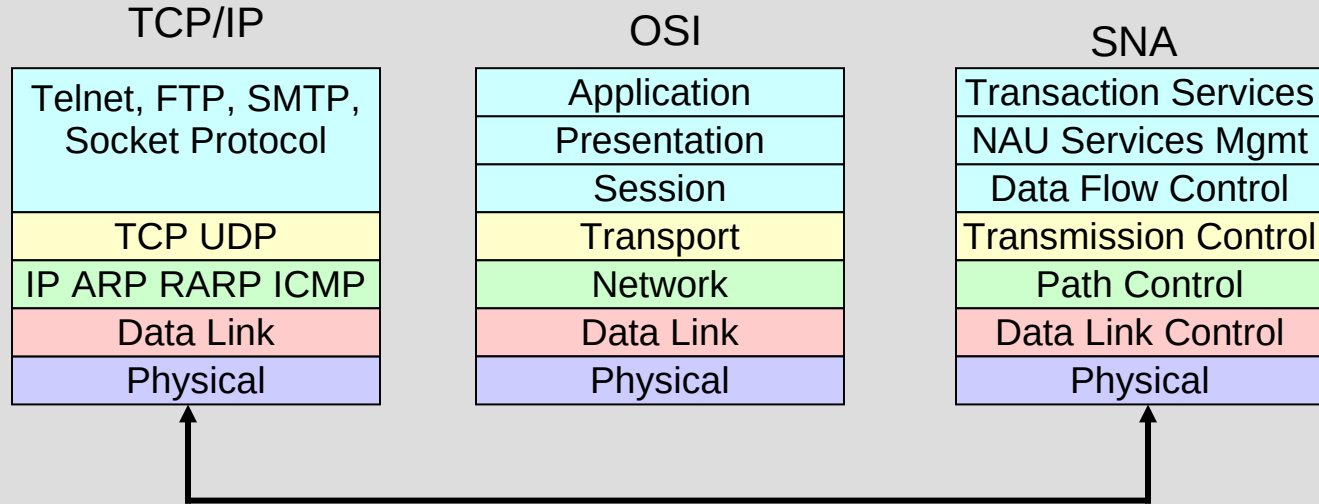 TCP/IP
Telnet, FTP, SMTP,
Socket Protocol
TCP UDP
IP ARP RARP ICMP
Data Link
Physical
OSI
Application
Presentation
Session
Transport
Network
Data Link
Physical
SNA
Transaction Services
NAU Services Mgmt
Data Flow Control
Transmission Control
Path Control
Data Link Control
Physical